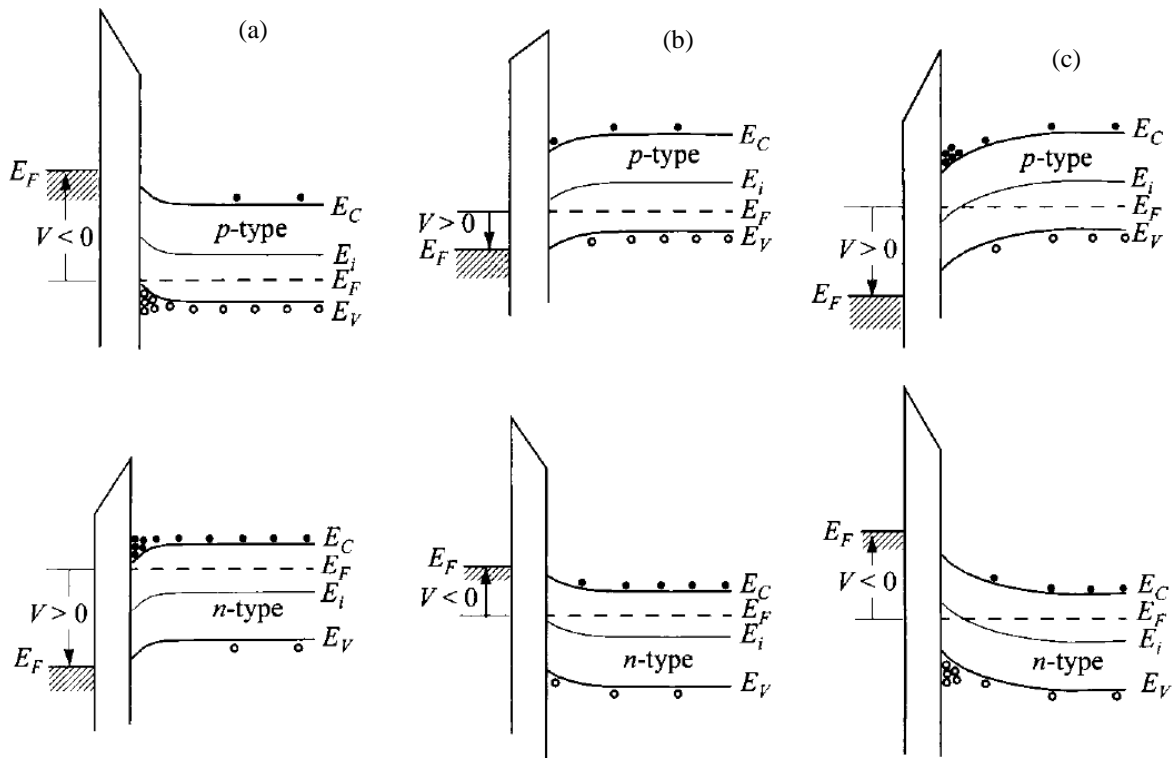 (a)
E_F
V < 0
p-type
E_C
E_i
E_F
E_V
(b)
V > 0
E_F
p-type
E_C
E_i
E_F
E_V
(c)
V > 0
E_F
p-type
E_C
E_i
E_F
E_V
V > 0
E_F
n-type
E_C
E_F
E_i
E_V
E_F
V < 0
n-type
E_C
E_F
E_i
E_V
E_F
V < 0
n-type
E_C
E_F
E_i
E_V